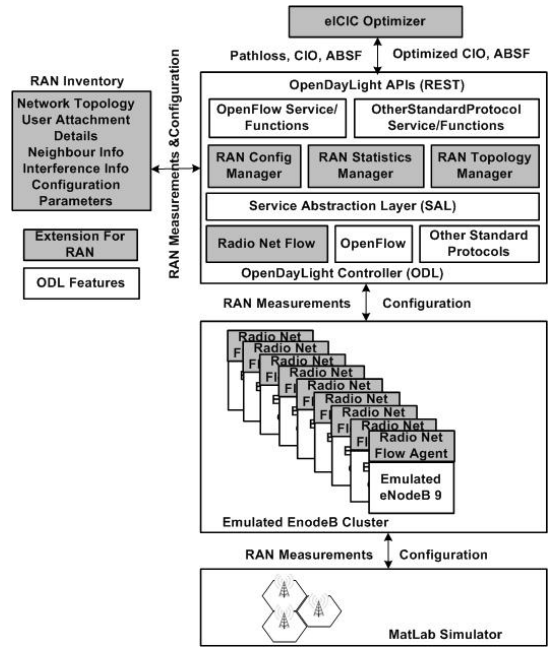 eICIC Optimizer
Pathloss, CIO, ABSF
Optimized CIO, ABSF
RAN Inventory
Network Topology
User Attachment
Details
Neighbour Info
Interference Info
Configuration
Parameters
Extension For
RAN
ODL Features
RAN Measurements &Configuration
OpenDayLight APIs (REST)
OpenFlow Service/
Functions
OtherStandardProtocol
Service/Functions
RAN Config
Manager
RAN Statistics
Manager
RAN Topology
Manager
Service Abstraction Layer (SAL)
Radio Net Flow
OpenFlow
Other Standard
Protocols
OpenDayLight Controller (ODL)
RAN Measurements
Configuration
Radio Net
Radio Net
Radio Net
Radio Net
Radio Net
Radio Net
Radio Net
Radio Net
Radio Net
Flow Agent
Emulated
eNodeB 9
Emulated EnodeB Cluster
RAN Measurements
Configuration
MatLab Simulator